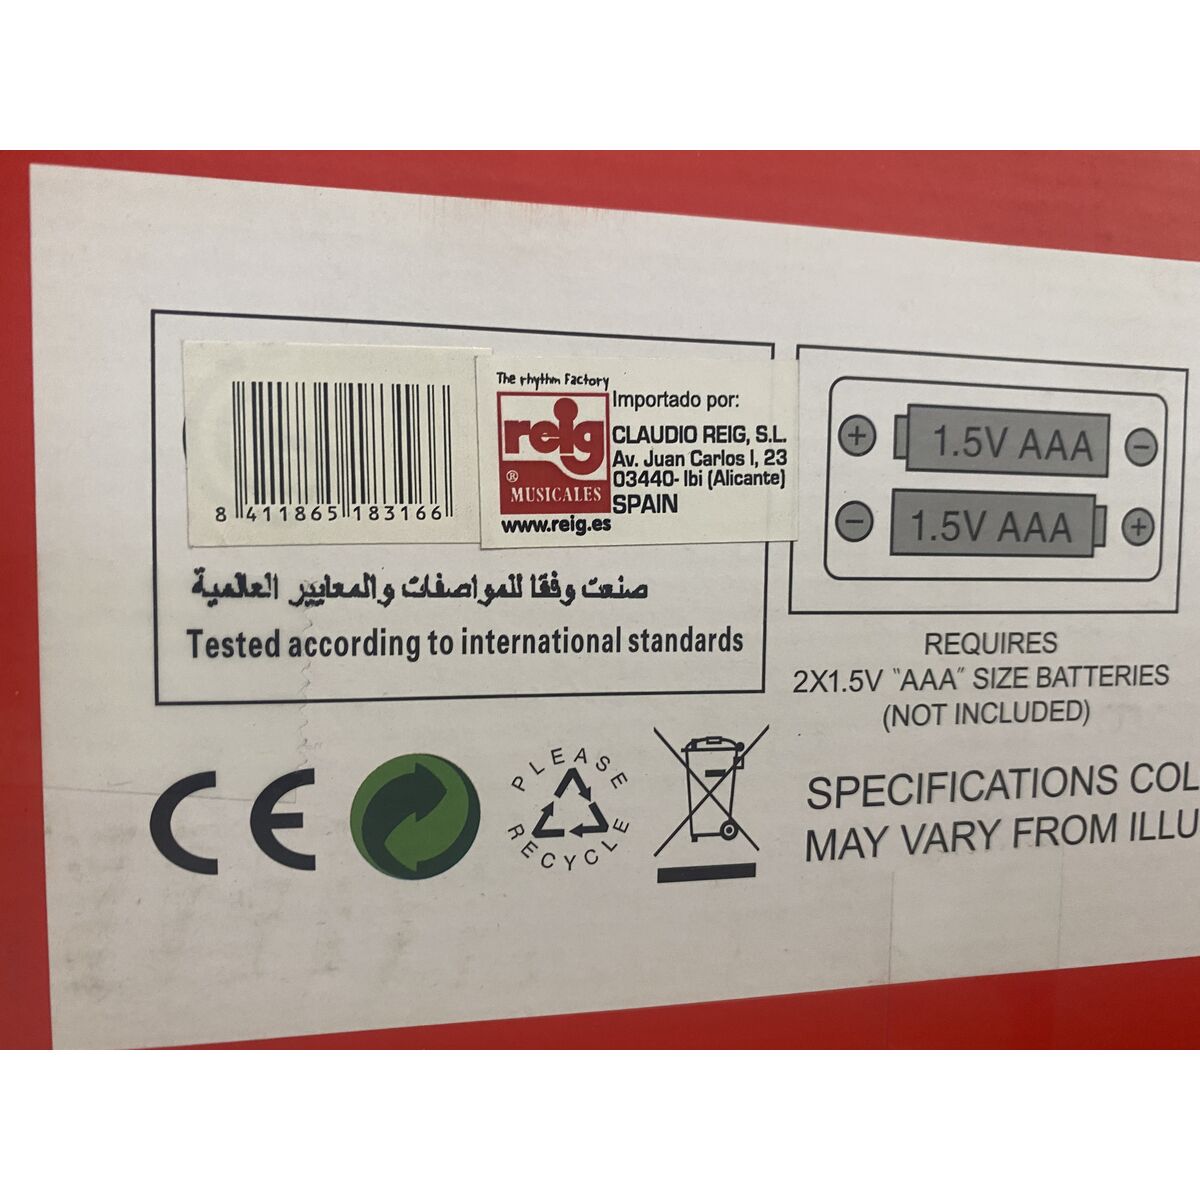 8 411865 183166
The rhythm Factory
reig
®
MUSICALES
www.reig.es
Importado por:
CLAUDIO REIG, S.L.
Av. Juan Carlos I, 23
03440- Ibi (Alicante)
SPAIN
صنعت وفقا للمواصفات والمعايير العالمية
Tested according to international standards
+ 1.5V AAA −
− 1.5V AAA +
REQUIRES
2X1.5V "AAA" SIZE BATTERIES
(NOT INCLUDED)
CE
PLEASE
RECYCLE
SPECIFICATIONS COL
MAY VARY FROM ILLU